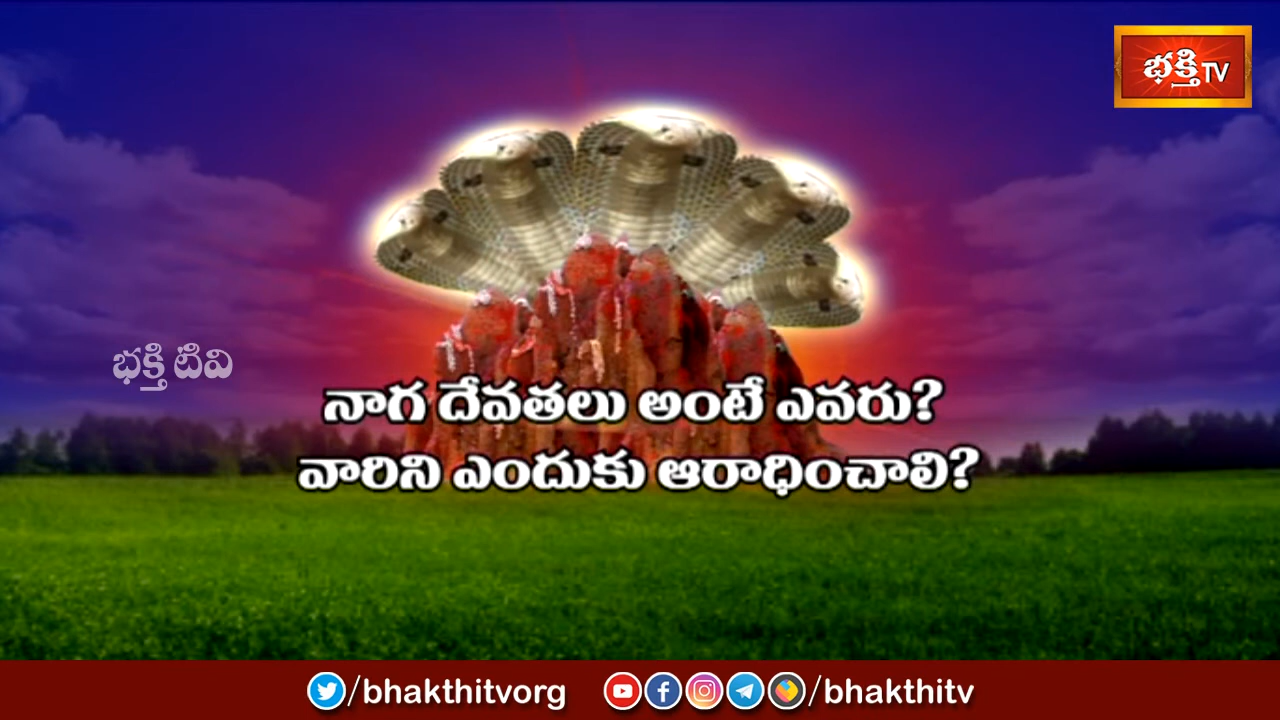 భక్తి TV
భక్తి టివి
నాగ దేవతలు అంటే ఎవరు?
వారిని ఎందుకు ఆరాధించాలి?
/bhakthitvorg /bhakthitv